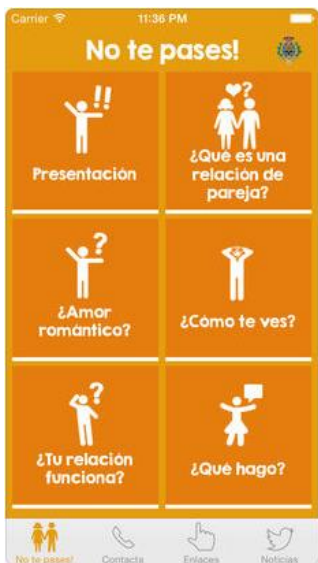 Carrier 11:36 PM
No te pases!
!!
Presentación
?
¿Qué es una
relación de
pareja?
?
¿Amor
romántico?
¿Cómo te ves?
?
¿Tu relación
funciona?
¿Qué hago?
No te pases! Contacta Enlaces Noticias